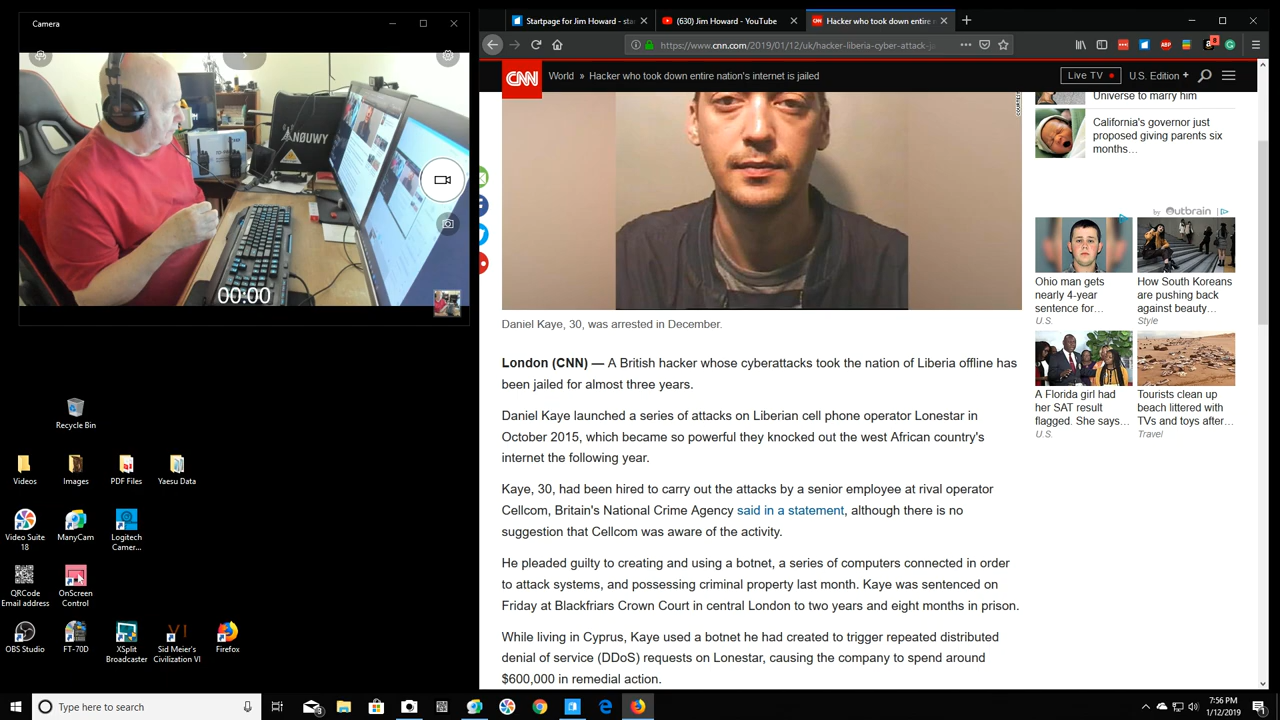 Camera
ANØUWY
00:00
Recycle Bin
Videos
Images
PDF Files
Yaesu Data
Video Suite
18
ManyCam
Logitech
Camer...
QRCode
Email address
OnScreen
Control
OBS Studio
FT-70D
XSplit
Broadcaster
Sid Meier's
Civilization VI
Firefox
Startpage for Jim Howard - sta
(630) Jim Howard - YouTube
Hacker who took down entire
https://www.cnn.com/2019/01/12/uk/hacker-liberia-cyber-attack-j
ABP
8
CNN
World » Hacker who took down entire nation's internet is jailed
Live TV
U.S. Edition +
Daniel Kaye, 30, was arrested in December.
London (CNN) — A British hacker whose cyberattacks took the nation of Liberia offline has
been jailed for almost three years.
Daniel Kaye launched a series of attacks on Liberian cell phone operator Lonestar in
October 2015, which became so powerful they knocked out the west African country's
internet the following year.
Kaye, 30, had been hired to carry out the attacks by a senior employee at rival operator
Cellcom, Britain's National Crime Agency said in a statement, although there is no
suggestion that Cellcom was aware of the activity.
He pleaded guilty to creating and using a botnet, a series of computers connected in order
to attack systems, and possessing criminal property last month. Kaye was sentenced on
Friday at Blackfriars Crown Court in central London to two years and eight months in prison.
While living in Cyprus, Kaye used a botnet he had created to trigger repeated distributed
denial of service (DDoS) requests on Lonestar, causing the company to spend around
$600,000 in remedial action.
Universe to marry him
California's governor just
proposed giving parents six
months...
by Outbrain
Ohio man gets
nearly 4-year
sentence for...
U.S.
How South Koreans
are pushing back
against beauty...
Style
A Florida girl had
her SAT result
flagged. She says...
U.S.
Tourists clean up
beach littered with
TVs and toys after...
Travel
Type here to search
3
7:56 PM
1/12/2019
1